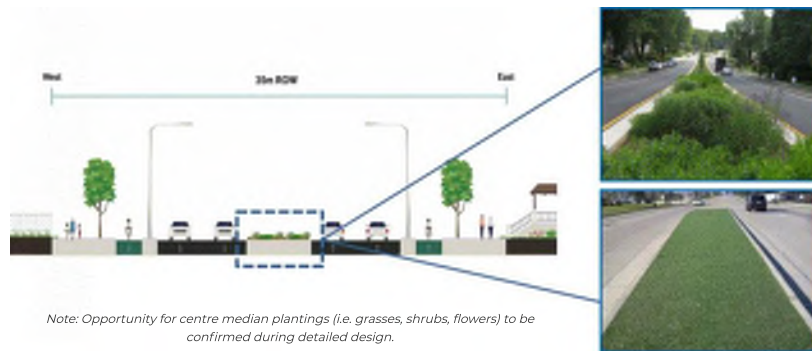 West
35m ROW
East
Note: Opportunity for centre median plantings (i.e. grasses, shrubs, flowers) to be
confirmed during detailed design.